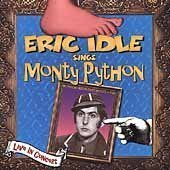 ERIC IDLE
SINGS
MONTY PYTHON
LIVE IN CONCERT